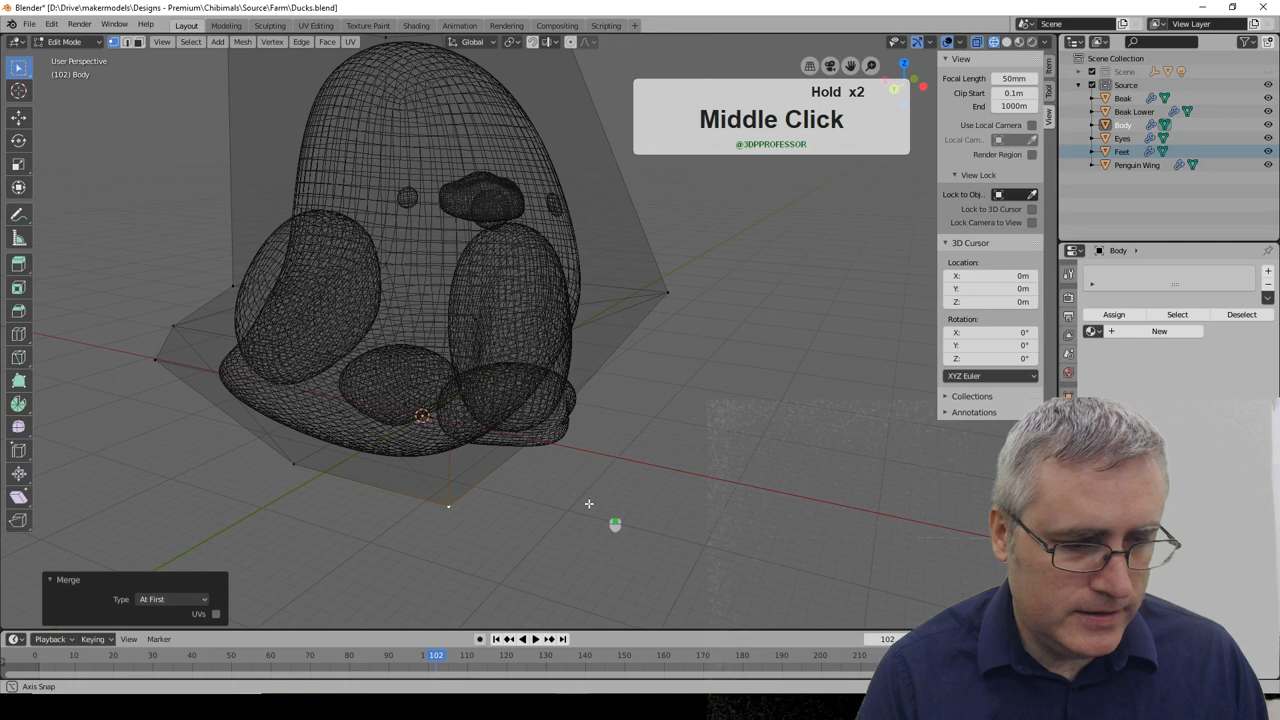 Blender* [D:\Drive\makermodels\Designs - Premium\Chibimals\Source\Farm\Ducks.blend]
File Edit Render Window Help Layout Modeling Sculpting UV Editing Texture Paint Shading Animation Rendering Compositing Scripting + Scene View Layer
Edit Mode View Select Add Mesh Vertex Edge Face UV Global
User Perspective
(102) Body
Hold x2
Middle Click
@3DPPROFESSOR
View
Focal Length 50mm
Clip Start 0.1m
End 1000m
Use Local Camera
Local Cam..
Render Region
View Lock
Lock to Obj..
Lock to 3D Cursor
Lock Camera to View
3D Cursor
Location:
X: 0m
Y: 0m
Z: 0m
Rotation:
X: 0°
Y: 0°
Z: 0°
XYZ Euler
Collections
Annotations
Item
Tool
View
Scene Collection
Scene
Source
Beak
Beak Lower
Body
Eyes
Feet
Penguin Wing
Body
Assign Select Deselect
New
Merge
Type At First
UVs
Playback Keying View Marker 102
0 10 20 30 40 50 60 70 80 90 1 102 110 120 130 140 150 160 170 180 190 200 210
Axis Snap